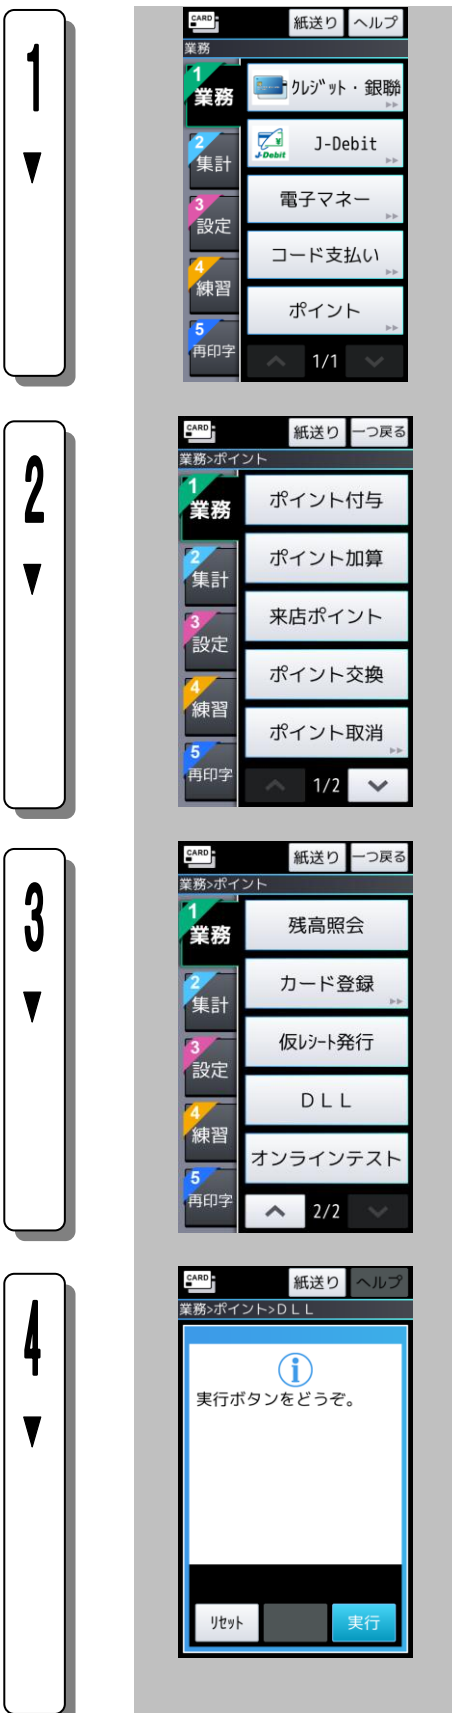 1
▼
CARD
紙送り ヘルプ
業務
1 業務
ｸﾚｼﾞｯﾄ・銀聯
2 集計
J-Debit J-Debit
3 設定
電子マネー
4 練習
コード支払い
5 再印字
ポイント
1/1
2
▼
CARD
紙送り 一つ戻る
業務>ポイント
1 業務
ポイント付与
2 集計
ポイント加算
3 設定
来店ポイント
4 練習
ポイント交換
5 再印字
ポイント取消
1/2
3
▼
CARD
紙送り 一つ戻る
業務>ポイント
1 業務
残高照会
2 集計
カード登録
3 設定
仮ﾚｼｰﾄ発行
4 練習
ＤＬＬ
5 再印字
オンラインテスト
2/2
4
▼
CARD
紙送り ヘルプ
業務>ポイント>ＤＬＬ
実行ボタンをどうぞ。
ﾘｾｯﾄ 実行